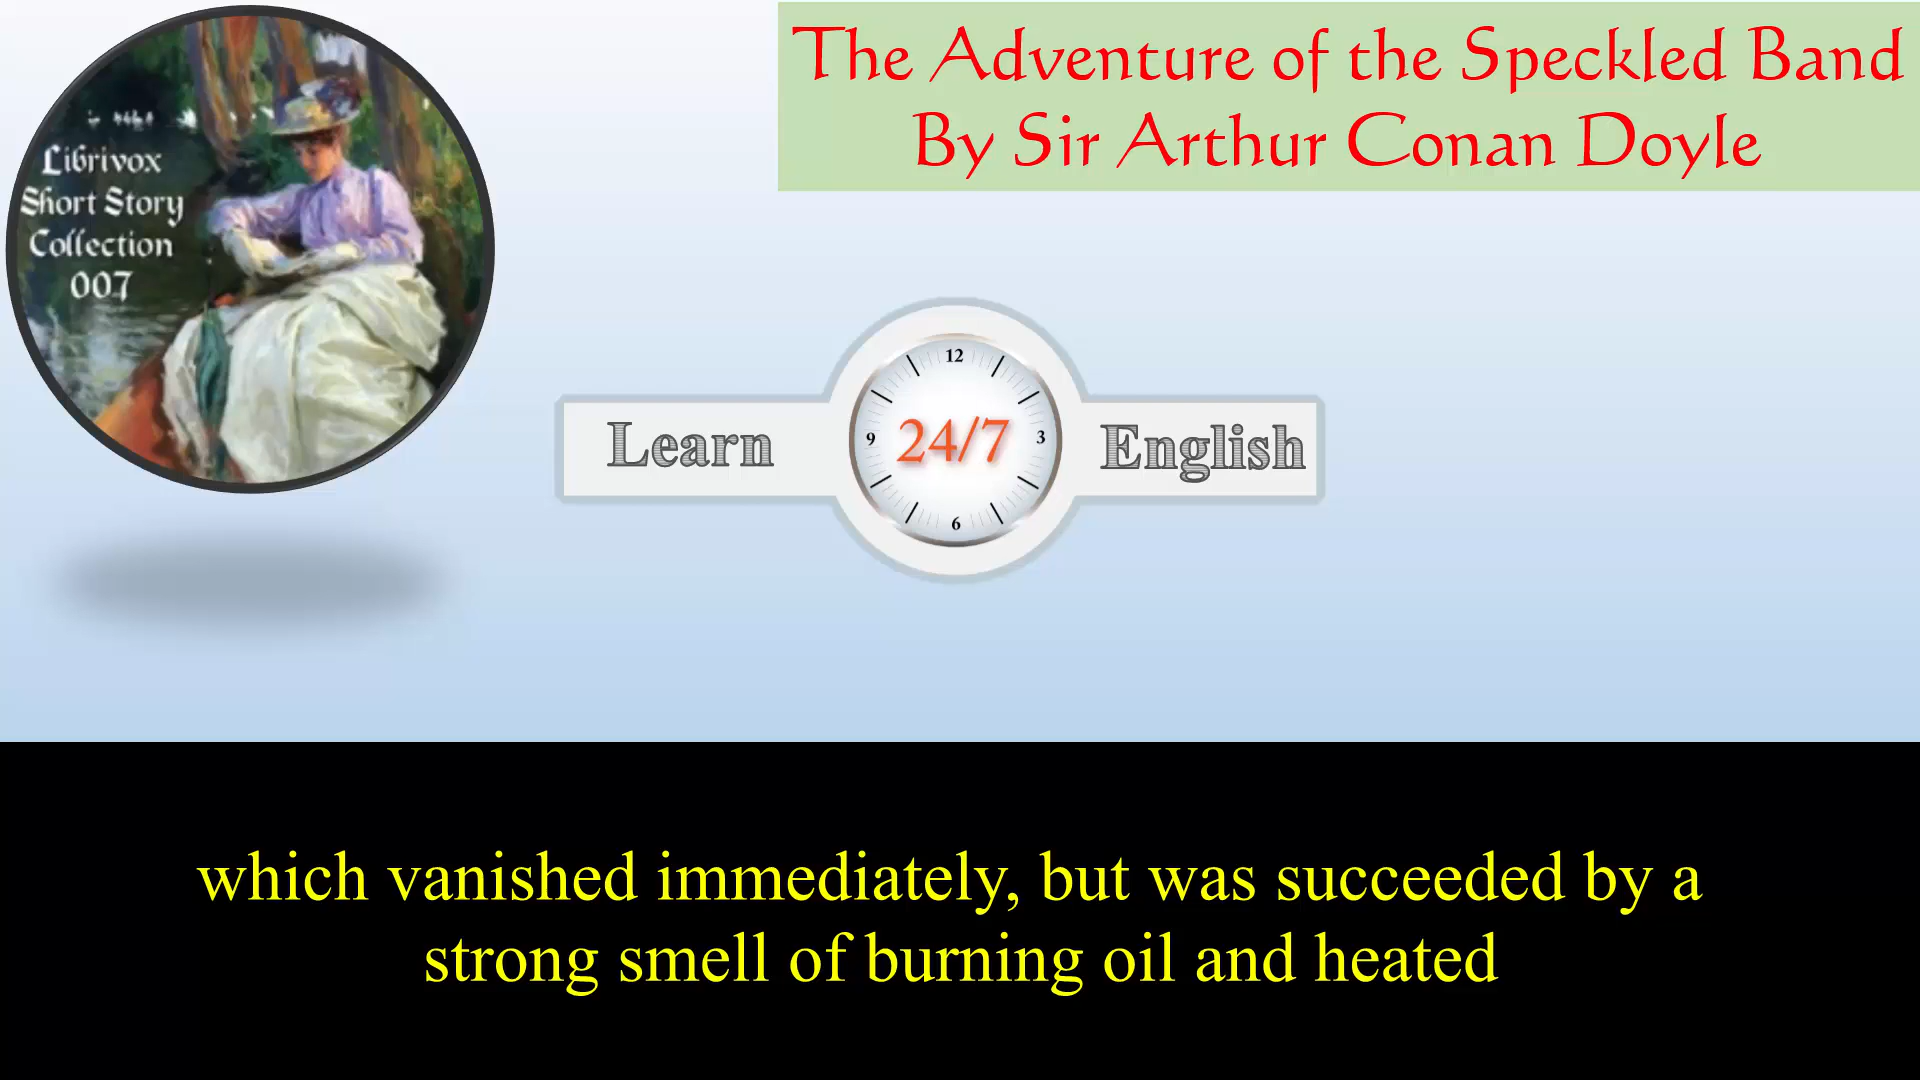 The Adventure of the Speckled Band
By Sir Arthur Conan Doyle
Librivox
Short Story
Collection
007
12
Learn
9
24/7
3
English
6
which vanished immediately, but was succeeded by a
strong smell of burning oil and heated